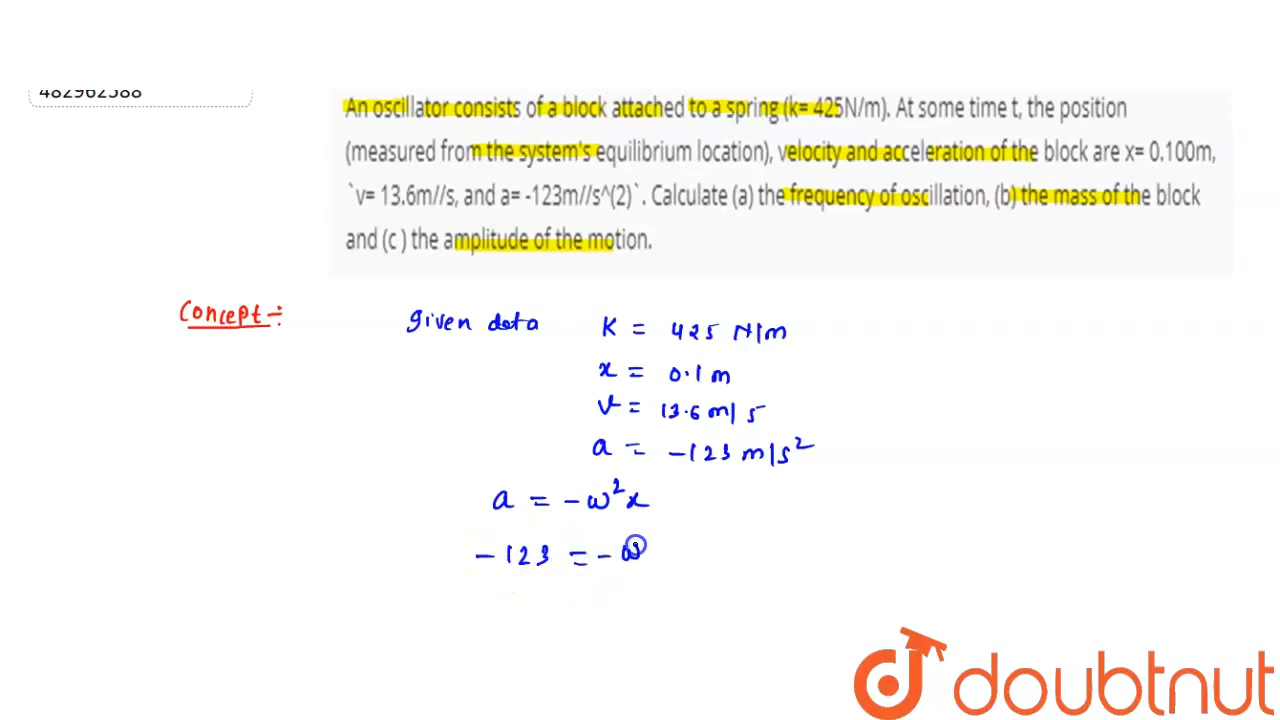 482962588
An oscillator consists of a block attached to a spring (k= 425N/m). At some time t, the position
(measured from the system's equilibrium location), velocity and acceleration of the block are x= 0.100m,
`v= 13.6m//s, and a= -123m//s^(2)`. Calculate (a) the frequency of oscillation, (b) the mass of the block
and (c ) the amplitude of the motion.
Concept :-
given data K = 425 N/m
x = 0.1 m
v = 13.6 m/s
a = -123 m/s²
a = -ω²x
-123 = -ω
doubtnut